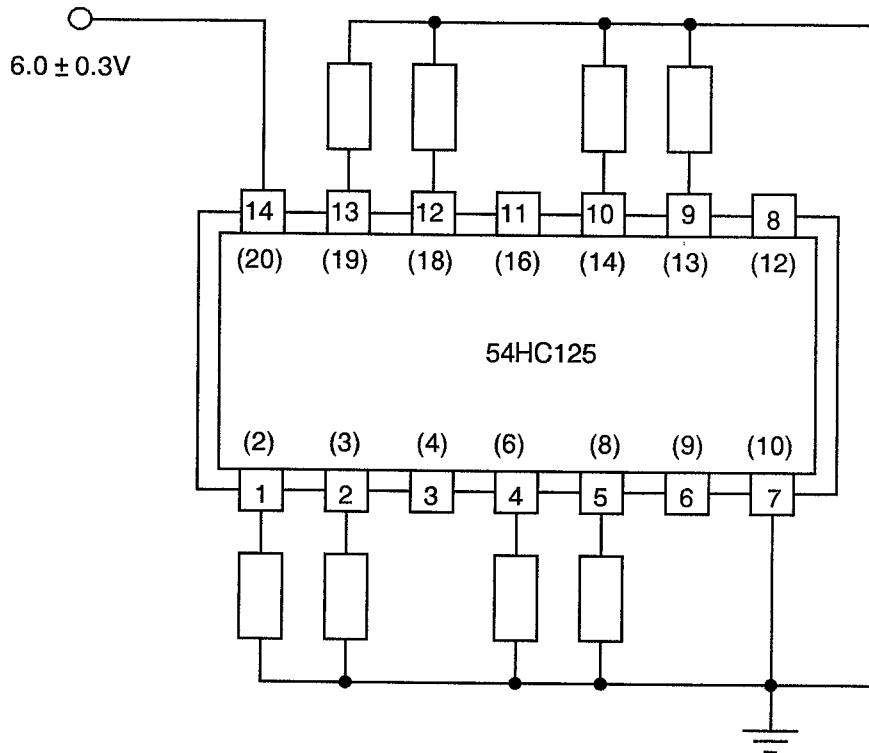 6.0 ± 0.3V
14 13 12 11 10 9 8
(20) (19) (18) (16) (14) (13) (12)
54HC125
(2) (3) (4) (6) (8) (9) (10)
1 2 3 4 5 6 7